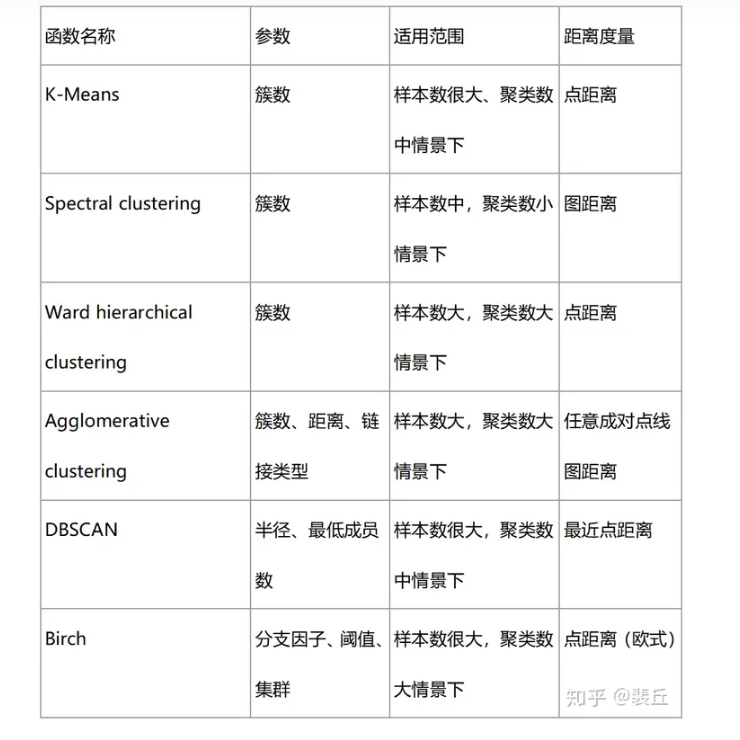 函数名称 参数 适用范围 距离度量
K-Means 簇数 样本数很大、聚类数 点距离
中情景下
Spectral clustering 簇数 样本数中，聚类数小 图距离
情景下
Ward hierarchical 簇数 样本数大，聚类数大 点距离
clustering 情景下
Agglomerative 簇数、距离、链 样本数大，聚类数大 任意成对点线
clustering 接类型 情景下 图距离
DBSCAN 半径、最低成员 样本数很大，聚类数 最近点距离
数 中情景下
Birch 分支因子、阈值、 样本数很大，聚类数 点距离（欧式）
集群 大情景下
知乎 @裴丘